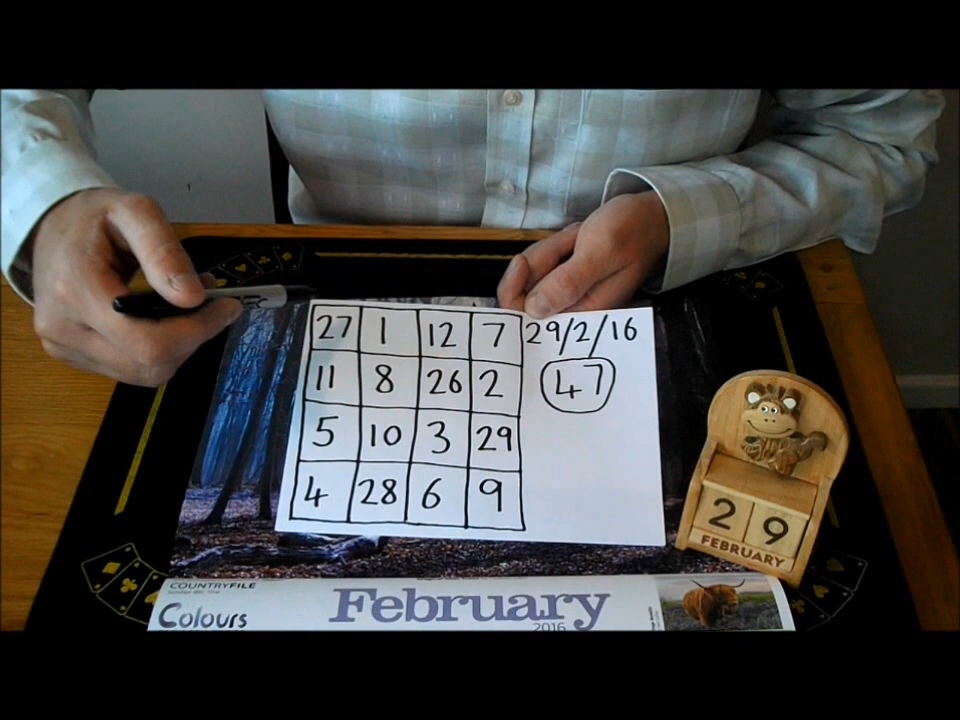 27 1 12 7 29/2/16
11 8 26 2 47
5 10 3 29
4 28 6 9
29
FEBRUARY
COUNTRYFILE
Colours
February
2016